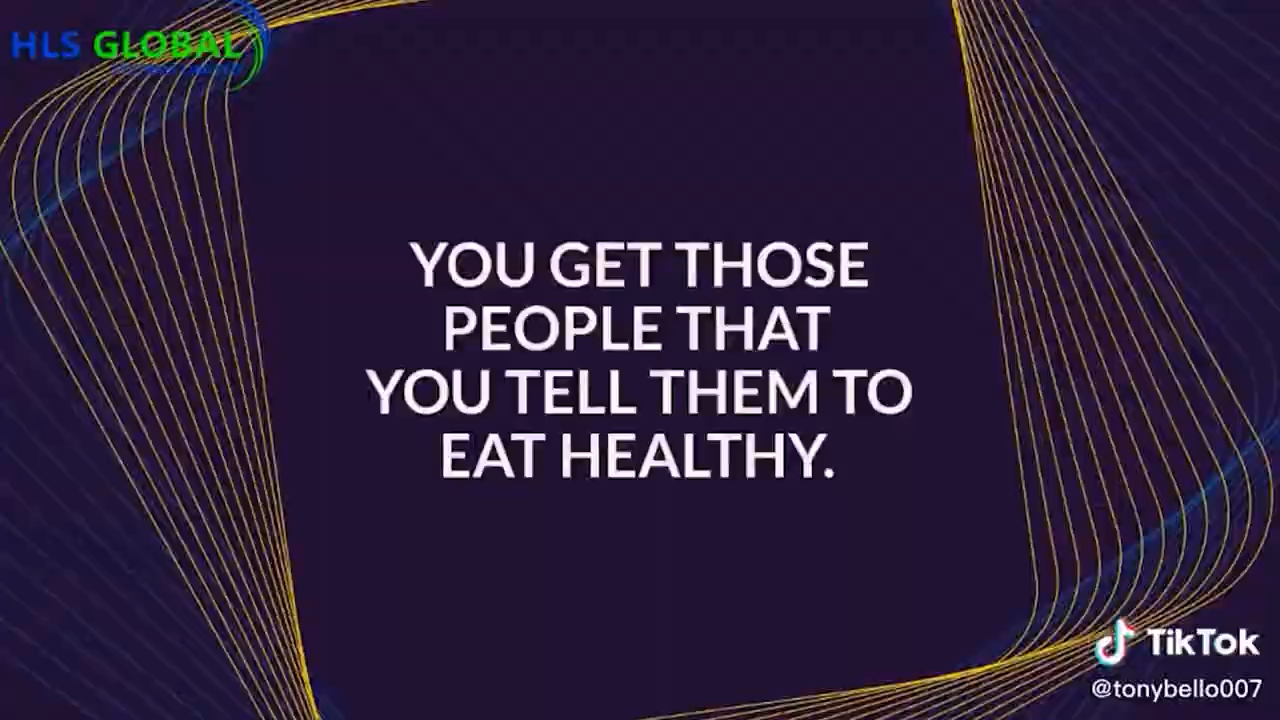 HLS GLOBAL
YOU GET THOSE
PEOPLE THAT
YOU TELL THEM TO
EAT HEALTHY.
TikTok
@tonybello007